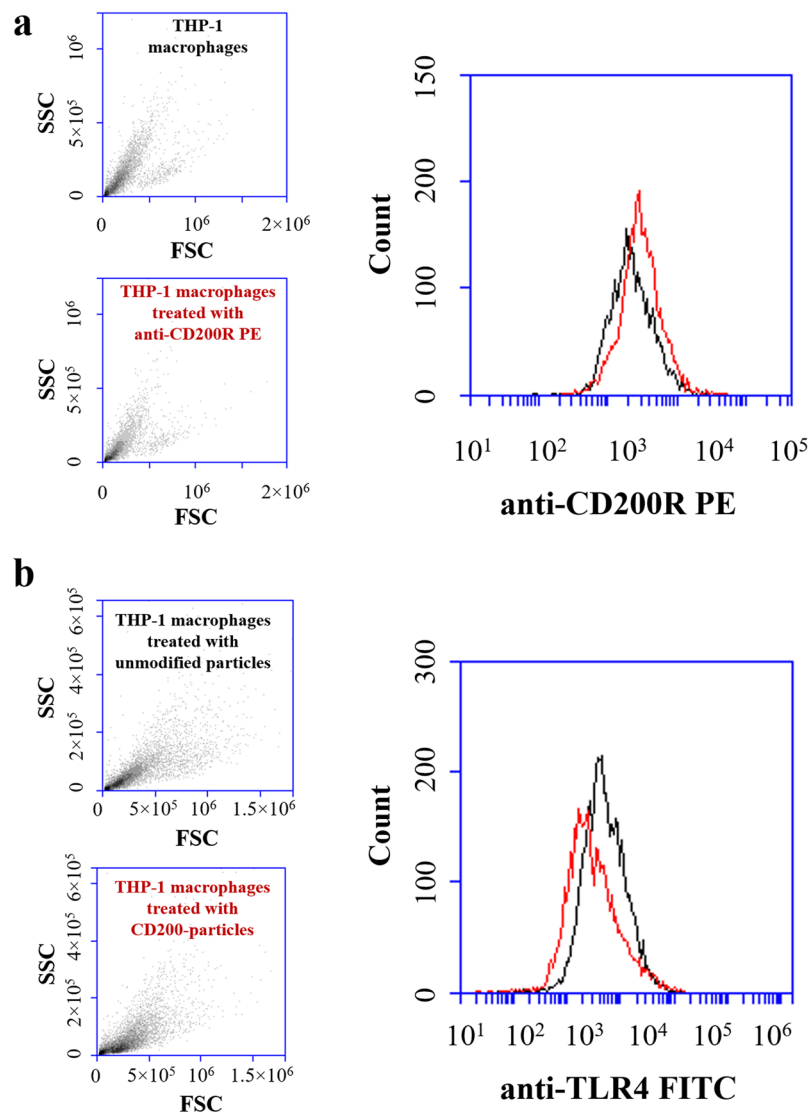 a
THP-1
macrophages
SSC
10⁶
5×10⁵
0
0
10⁶
2×10⁶
FSC
THP-1 macrophages
treated with
anti-CD200R PE
SSC
10⁶
5×10⁵
0
0
10⁶
2×10⁶
FSC
Count
150
200
100
0
10¹
10²
10³
10⁴
10⁵
anti-CD200R PE
b
THP-1 macrophages
treated with
unmodified particles
SSC
6×10⁵
4×10⁵
2×10⁵
0
0
5×10⁵
1×10⁶
1.5×10⁶
FSC
THP-1 macrophages
treated with
CD200-particles
SSC
6×10⁵
4×10⁵
2×10⁵
0
0
5×10⁵
1×10⁶
1.5×10⁶
FSC
Count
300
200
100
0
10¹
10²
10³
10⁴
10⁵
10⁶
anti-TLR4 FITC